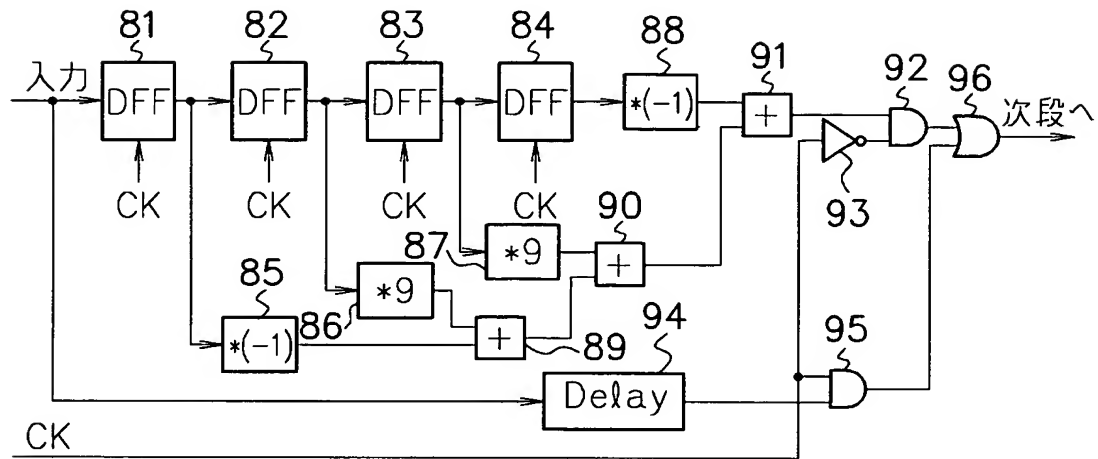 81 82 83 84 88 91 92 96
入力 DFF DFF DFF DFF *(-1) + 次段へ
CK CK CK CK 93
87 *9 90 +
85 86 *9
*(-1) + 89 94 95
Delay
CK